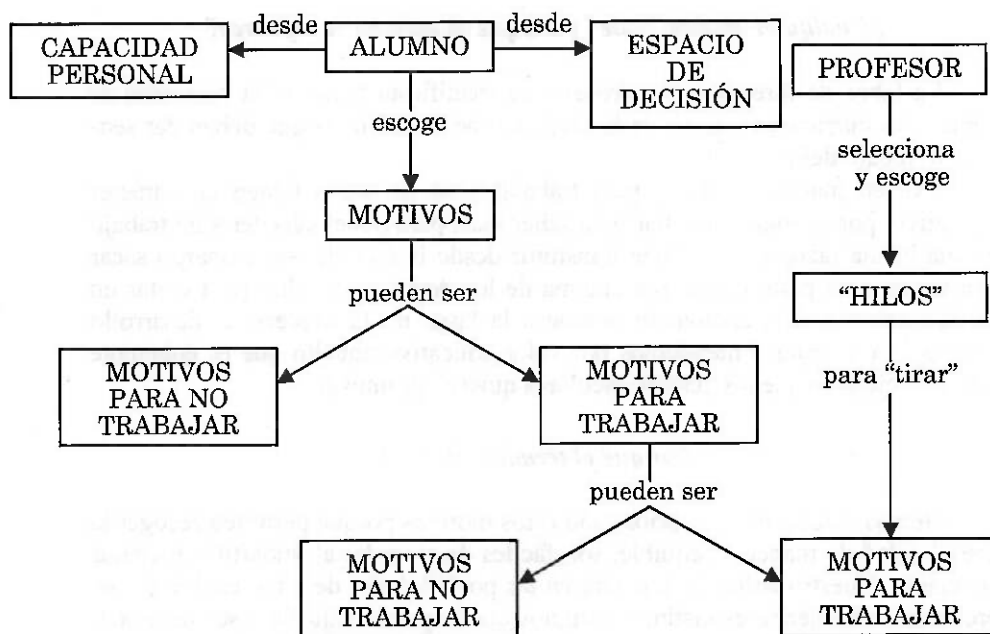 desde
desde
CAPACIDAD
PERSONAL
ALUMNO
ESPACIO
DE
DECISIÓN
PROFESOR
escoge
selecciona
y escoge
MOTIVOS
pueden ser
"HILOS"
MOTIVOS
PARA NO
TRABAJAR
MOTIVOS
PARA
TRABAJAR
para "tirar"
pueden ser
MOTIVOS
PARA NO
TRABAJAR
MOTIVOS
PARA
TRABAJAR